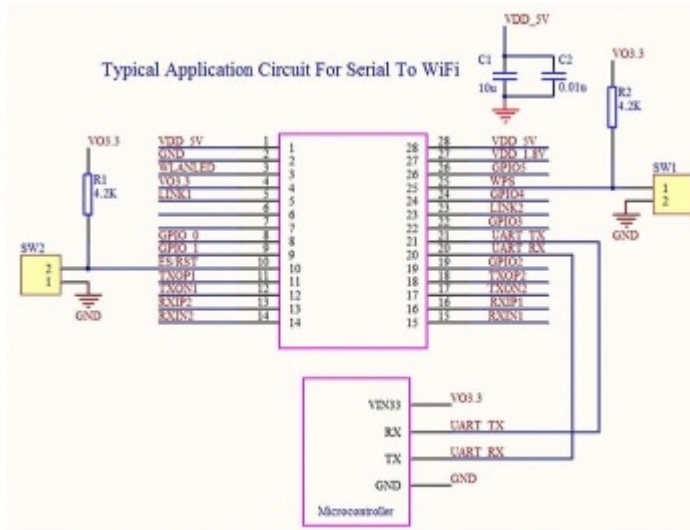 VDD_5V
Typical Application Circuit For Serial To WiFi
C1
10u
C2
0.01u
VO3.3
R2
4.2K
VO3.3
R1
4.2K
SW1
1
2
GND
SW2
2
1
GND
VDD_5V 1 1 28 28 VDD_5V
GND 2 2 27 27 VDD_1.8V
WLANLED 3 3 26 26 GPIO5
VO3.3 4 4 25 25 WPS
LINK1 5 5 24 24 GPIO4
6 6 23 23 LINK2
7 7 22 22 GPIO3
GPIO_0 8 8 21 21 UART_TX
GPIO_1 9 9 20 20 UART_RX
ES/RST 10 10 19 19 GPIO2
TXOP1 11 11 18 18 TXOP2
TXON1 12 12 17 17 TXON2
RXIP2 13 13 16 16 RXIP1
RXIN2 14 14 15 15 RXIN1
VIN33 VO3.3
RX UART_TX
TX UART_RX
GND GND
Microcontroller